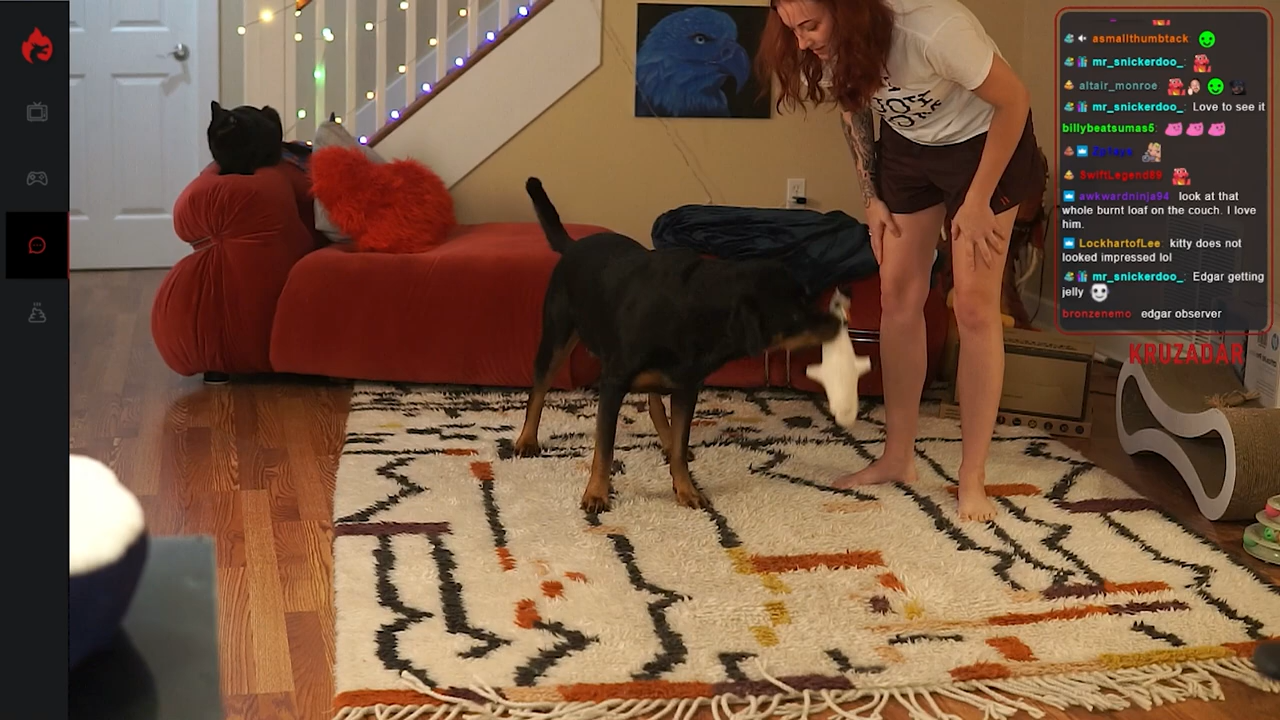 asmallthumbtack
mr_snickerdoo_:
altair_monroe
mr_snickerdoo_: Love to see it
billybeatsumas5:
SwiftLegend89
awkwardninja94 look at that
whole burnt loaf on the couch. I love
him.
LockhartofLee kitty does not
looked impressed lol
mr_snickerdoo_: Edgar getting
jelly
bronzenemo edgar observer
KRUZADAR